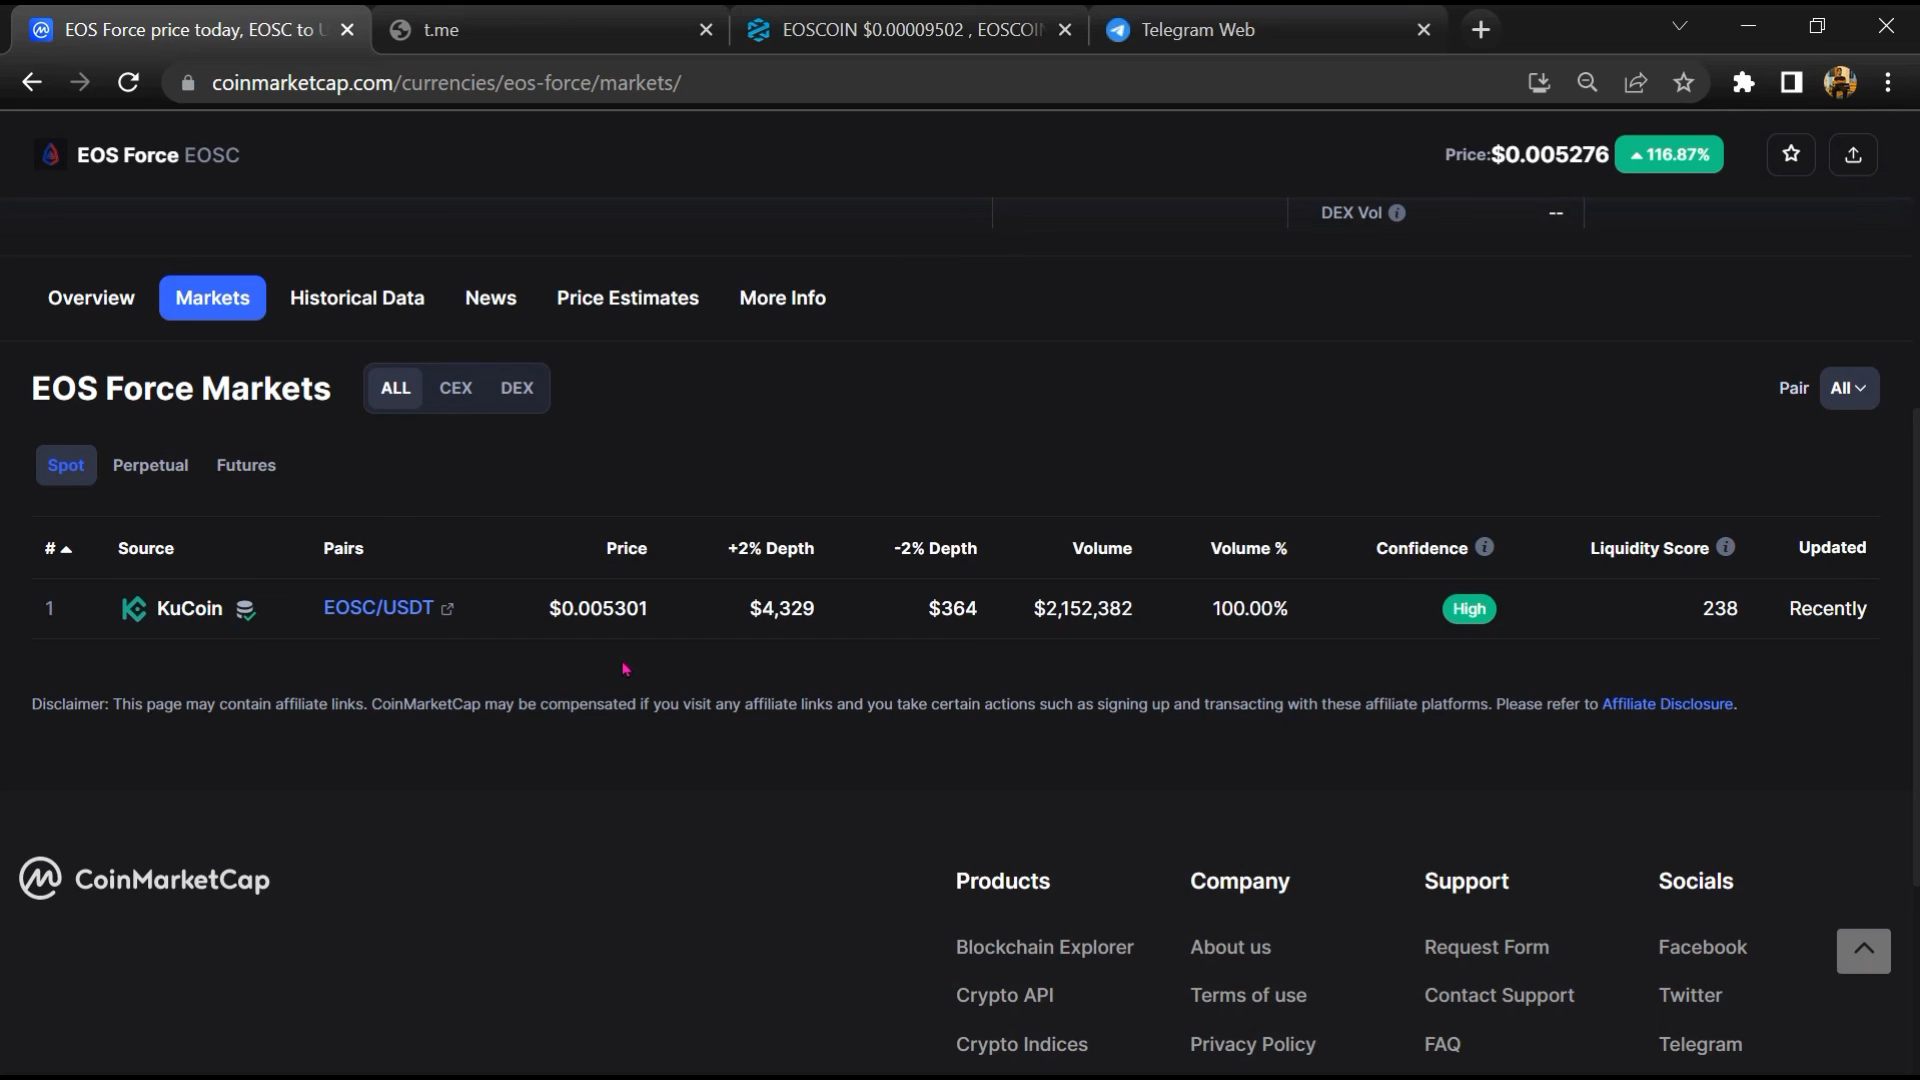 EOS Force price today, EOSC to U
t.me
EOSCOIN $0.00009502 , EOSCOIN
Telegram Web
coinmarketcap.com/currencies/eos-force/markets/
EOS Force EOSC
Price:$0.005276
116.87%
DEX Vol
--
Overview
Markets
Historical Data
News
Price Estimates
More Info
EOS Force Markets
ALL
CEX
DEX
Pair
All
Spot
Perpetual
Futures
# Source Pairs Price +2% Depth -2% Depth Volume Volume % Confidence Liquidity Score Updated
1 KuCoin EOSC/USDT $0.005301 $4,329 $364 $2,152,382 100.00% High 238 Recently
Disclaimer: This page may contain affiliate links. CoinMarketCap may be compensated if you visit any affiliate links and you take certain actions such as signing up and transacting with these affiliate platforms. Please refer to Affiliate Disclosure.
CoinMarketCap
Products Company Support Socials
Blockchain Explorer About us Request Form Facebook
Crypto API Terms of use Contact Support Twitter
Crypto Indices Privacy Policy FAQ Telegram